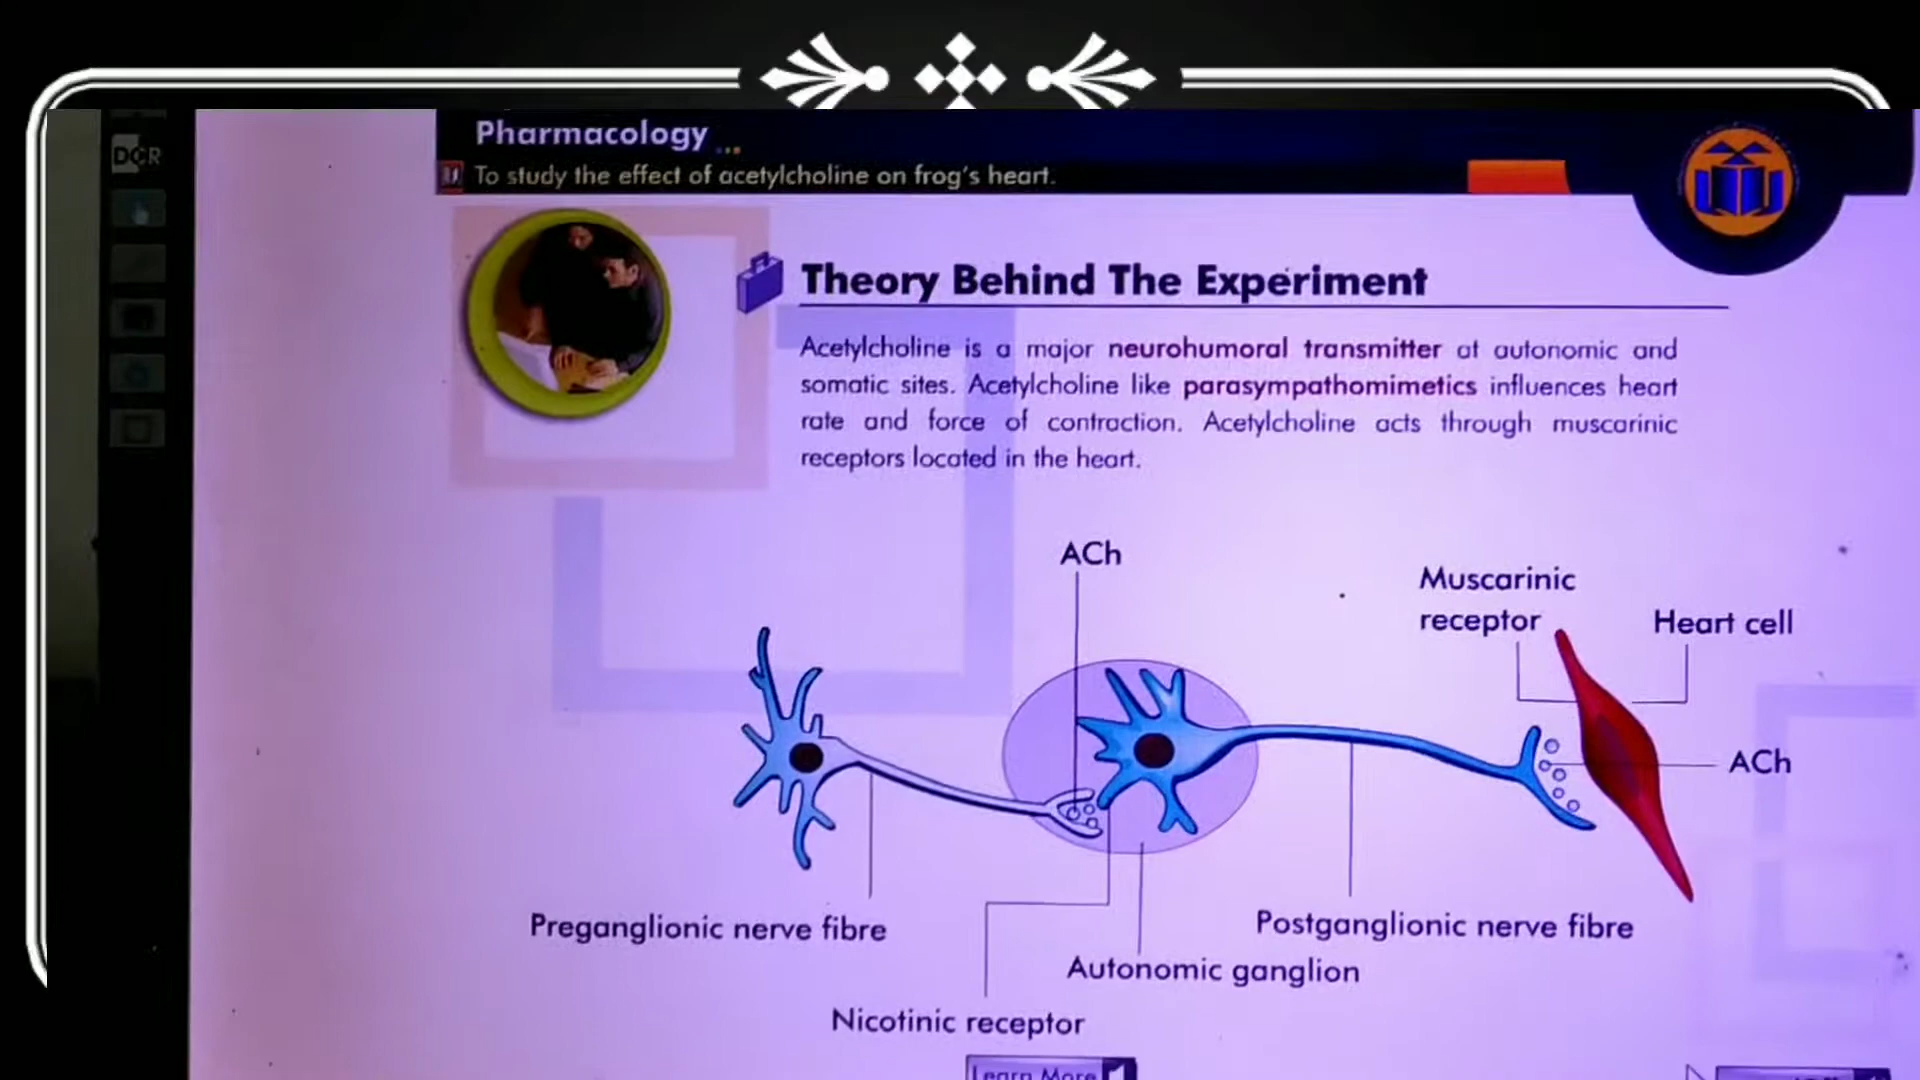 DCR
Pharmacology ...
To study the effect of acetylcholine on frog's heart.
Theory Behind The Experiment
Acetylcholine is a major neurohumoral transmitter at autonomic and
somatic sites. Acetylcholine like parasympathomimetics influences heart
rate and force of contraction. Acetylcholine acts through muscarinic
receptors located in the heart.
ACh
Muscarinic
receptor
Heart cell
ACh
Preganglionic nerve fibre
Postganglionic nerve fibre
Autonomic ganglion
Nicotinic receptor
Learn More